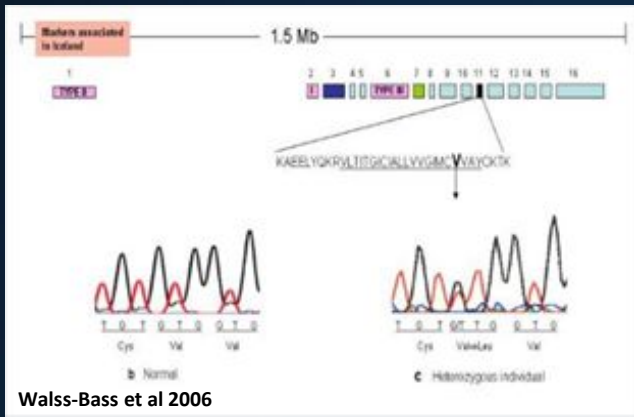 Markers associated
in Iceland
1.5 Mb
1 2 3 4 5 6 7 8 9 10 11 12 13 14 15 16
TYPE II I TYPE III
KAEELYQKRVLTITGICIALLVVGIMCVVAYCKTK
T G T G T G G T G
Cys Val Val
b Normal
T G T G/T T G G T G
Cys Val•Leu Val
c Heterozygous individual
Walss-Bass et al 2006